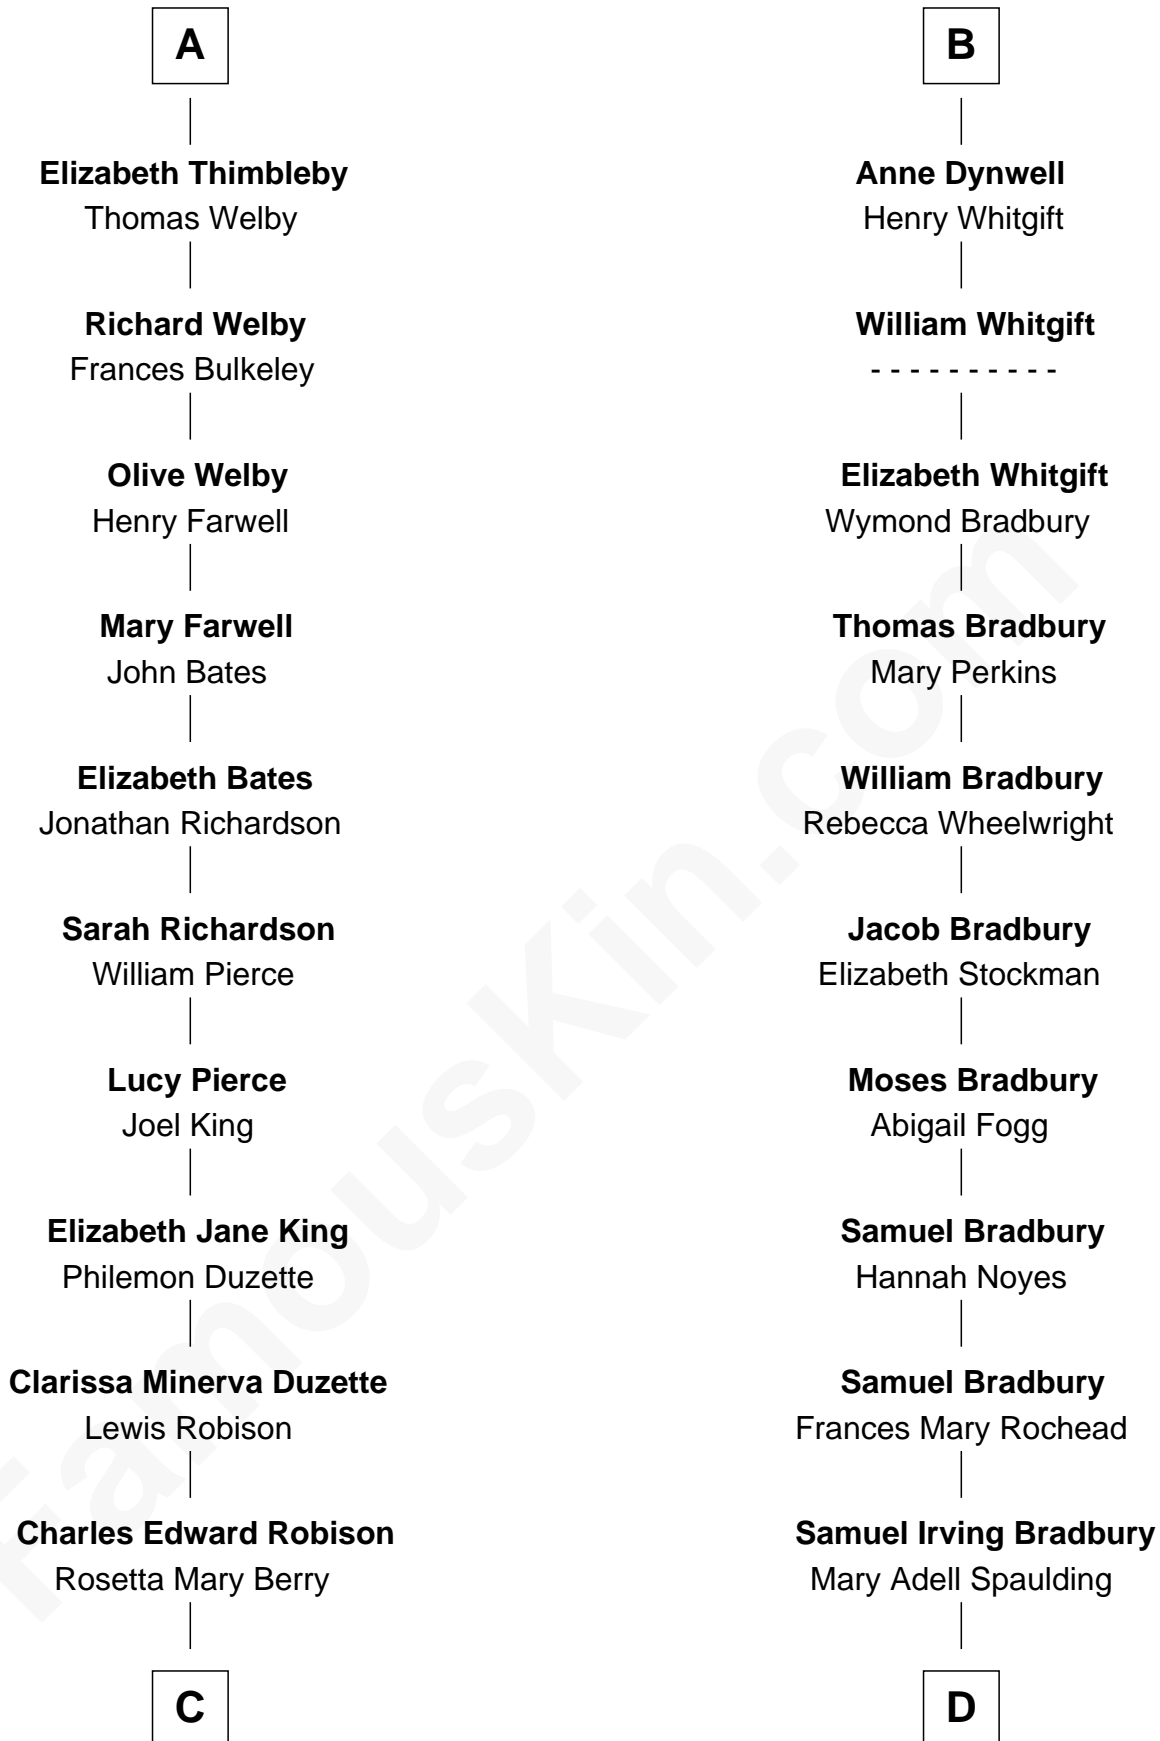 A
Elizabeth Thimbleby
Thomas Welby
Richard Welby
Frances Bulkeley
Olive Welby
Henry Farwell
Mary Farwell
John Bates
Elizabeth Bates
Jonathan Richardson
Sarah Richardson
William Pierce
Lucy Pierce
Joel King
Elizabeth Jane King
Philemon Duzette
Clarissa Minerva Duzette
Lewis Robison
Charles Edward Robison
Rosetta Mary Berry
C
B
Anne Dynwell
Henry Whitgift
William Whitgift
- - - - - - - - - -
Elizabeth Whitgift
Wymond Bradbury
Thomas Bradbury
Mary Perkins
William Bradbury
Rebecca Wheelwright
Jacob Bradbury
Elizabeth Stockman
Moses Bradbury
Abigail Fogg
Samuel Bradbury
Hannah Noyes
Samuel Bradbury
Frances Mary Rochead
Samuel Irving Bradbury
Mary Adell Spaulding
D
FamousKin.com